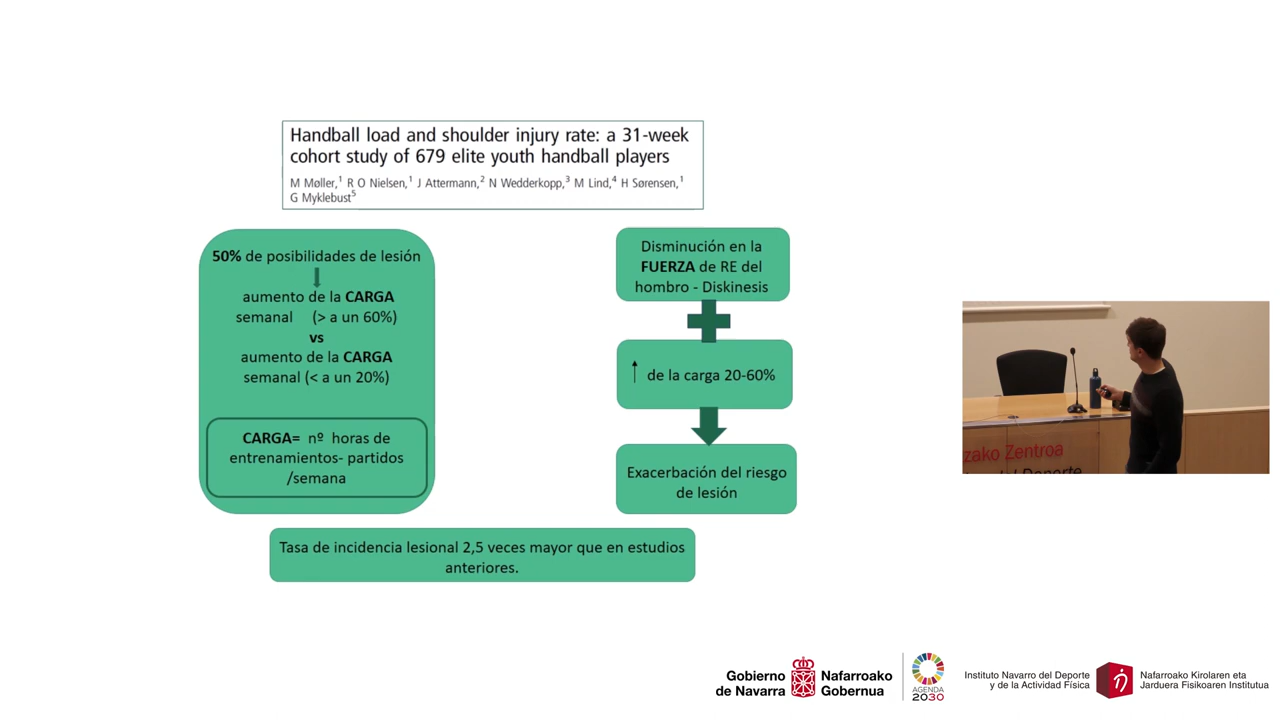 Handball load and shoulder injury rate: a 31-week
cohort study of 679 elite youth handball players
M Møller,¹ R O Nielsen,¹ J Attermann,² N Wedderkopp,³ M Lind,⁴ H Sørensen,¹
G Myklebust⁵
50% de posibilidades de lesión
aumento de la CARGA
semanal (> a un 60%)
vs
aumento de la CARGA
semanal (< a un 20%)
CARGA= nº horas de
entrenamientos- partidos
/semana
Disminución en la
FUERZA de RE del
hombro - Diskinesis
de la carga 20-60%
Exacerbación del riesgo
de lesión
Tasa de incidencia lesional 2,5 veces mayor que en estudios
anteriores.
zako Zentroa
Deporte
Gobierno
de Navarra
Nafarroako
Gobernua
AGENDA
2030
Instituto Navarro del Deporte
y de la Actividad Física
Nafarroako Kirolaren eta
Jarduera Fisikoaren Institutua